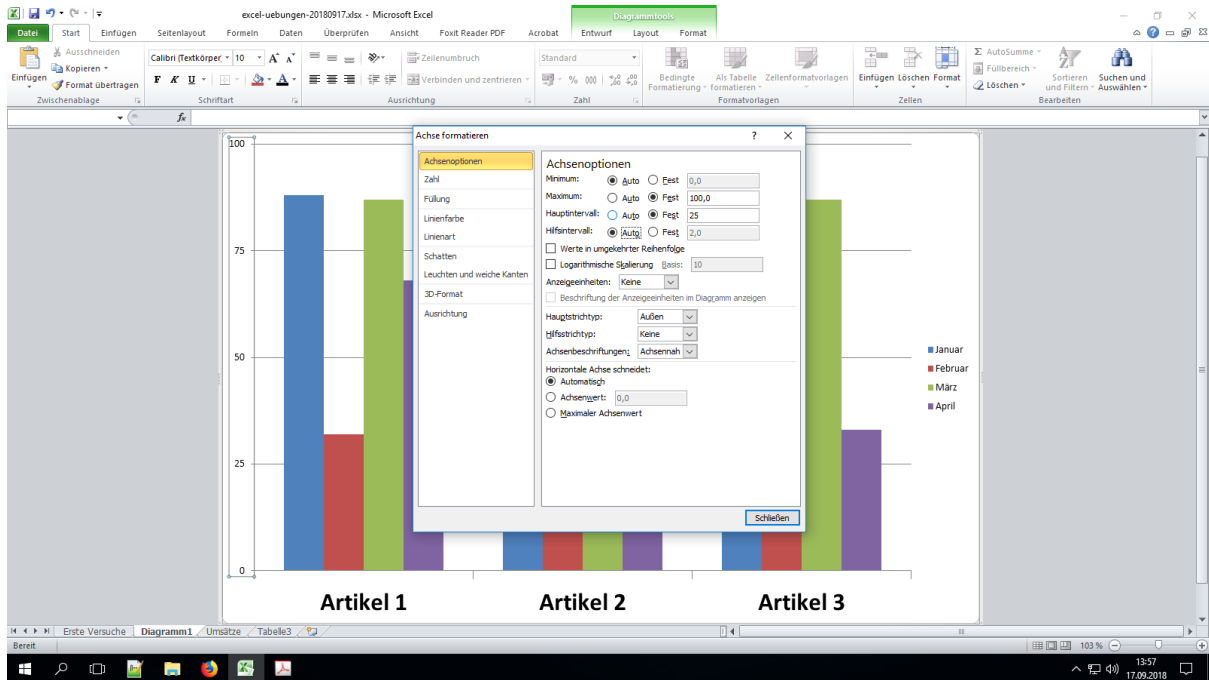 excel-uebungen-20180917.xlsx - Microsoft Excel
Diagrammtools
Datei Start Einfügen Seitenlayout Formeln Daten Überprüfen Ansicht Foxit Reader PDF Acrobat Entwurf Layout Format
Einfügen
Ausschneiden
Kopieren
Format übertragen
Zwischenablage
Calibri (Textkörper) 10
F K U
Schriftart
Zeilenumbruch
Verbinden und zentrieren
Ausrichtung
Standard
% 000
Zahl
Bedingte Formatierung
Als Tabelle formatieren
Zellenformatvorlagen
Formatvorlagen
Einfügen Löschen Format
Zellen
Σ AutoSumme
Füllbereich
Löschen
Sortieren und Filtern
Suchen und Auswählen
Bearbeiten
fx
100
75
50
25
0
Artikel 1 Artikel 2 Artikel 3
Januar
Februar
März
April
Achse formatieren
Achsenoptionen
Zahl
Füllung
Linienfarbe
Linienart
Schatten
Leuchten und weiche Kanten
3D-Format
Ausrichtung
Achsenoptionen
Minimum: Auto Fest 0,0
Maximum: Auto Fest 100,0
Hauptintervall: Auto Fest 25
Hilfsintervall: Auto Fest 2,0
Werte in umgekehrter Reihenfolge
Logarithmische Skalierung Basis: 10
Anzeigeeinheiten: Keine
Beschriftung der Anzeigeeinheiten im Diagramm anzeigen
Hauptstrichtyp: Außen
Hilfsstrichtyp: Keine
Achsenbeschriftungen: Achsennah
Horizontale Achse schneidet:
Automatisch
Achsenwert: 0,0
Maximaler Achsenwert
Schließen
Erste Versuche Diagramm1 Umsätze Tabelle3
Bereit
103 %
13:57
17.09.2018